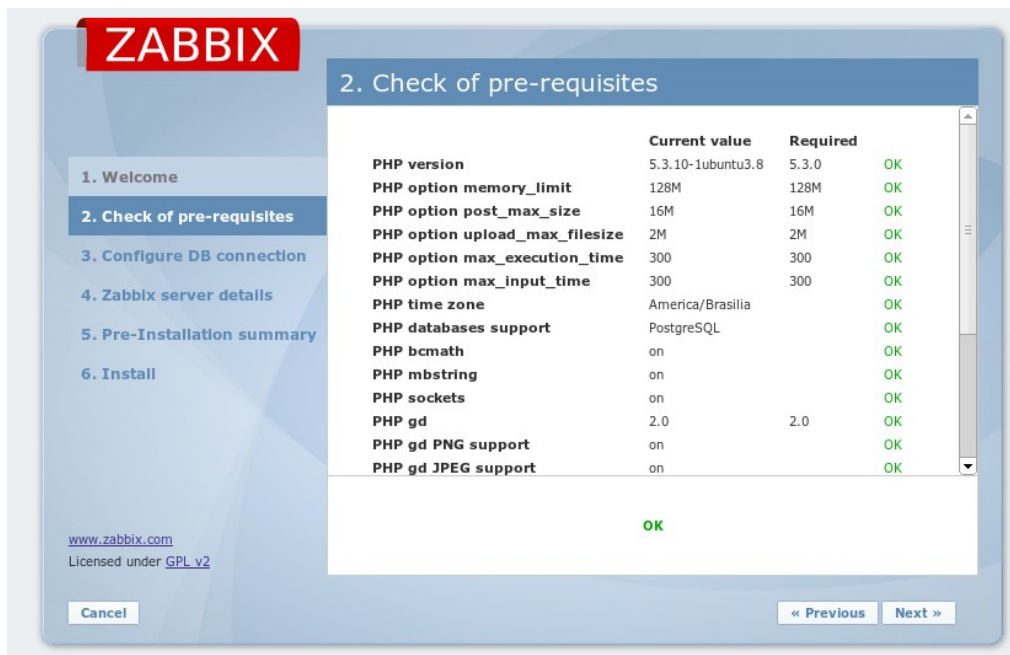 ZABBIX
2. Check of pre-requisites
1. Welcome
2. Check of pre-requisites
3. Configure DB connection
4. Zabbix server details
5. Pre-Installation summary
6. Install
Current value Required
PHP version 5.3.10-1ubuntu3.8 5.3.0 OK
PHP option memory_limit 128M 128M OK
PHP option post_max_size 16M 16M OK
PHP option upload_max_filesize 2M 2M OK
PHP option max_execution_time 300 300 OK
PHP option max_input_time 300 300 OK
PHP time zone America/Brasilia OK
PHP databases support PostgreSQL OK
PHP bcmath on OK
PHP mbstring on OK
PHP sockets on OK
PHP gd 2.0 2.0 OK
PHP gd PNG support on OK
PHP gd JPEG support on OK
OK
www.zabbix.com
Licensed under GPL v2
Cancel
« Previous Next »